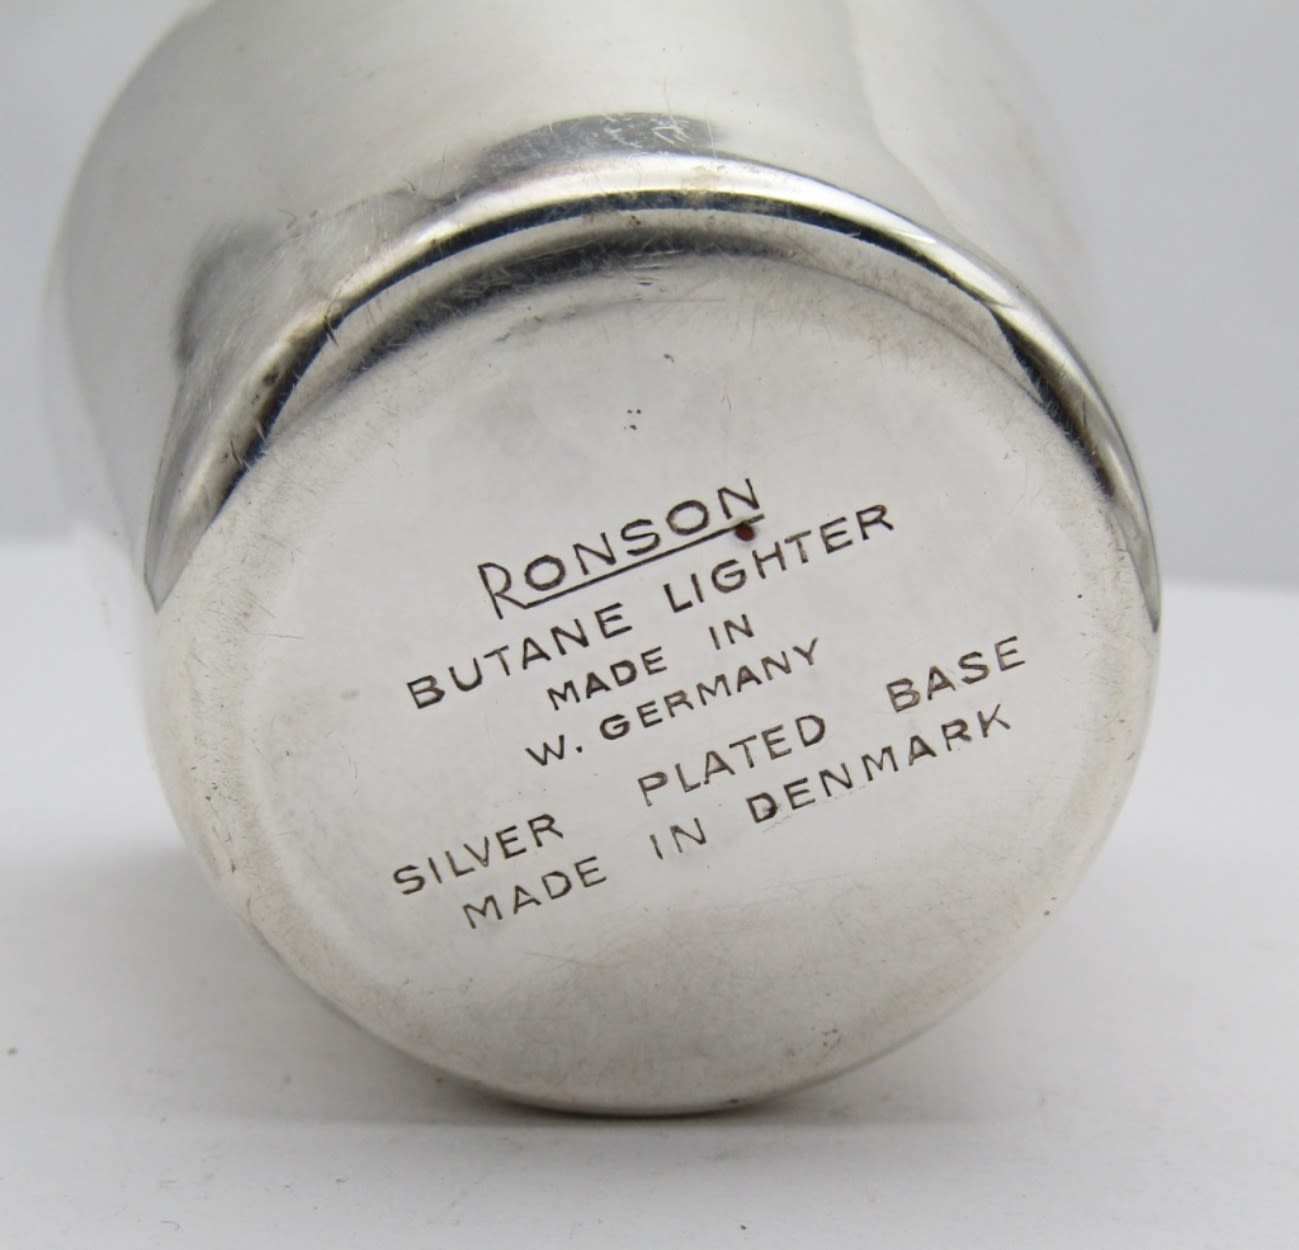 RONSON
BUTANE LIGHTER
MADE IN
W. GERMANY
SILVER PLATED BASE
MADE IN DENMARK